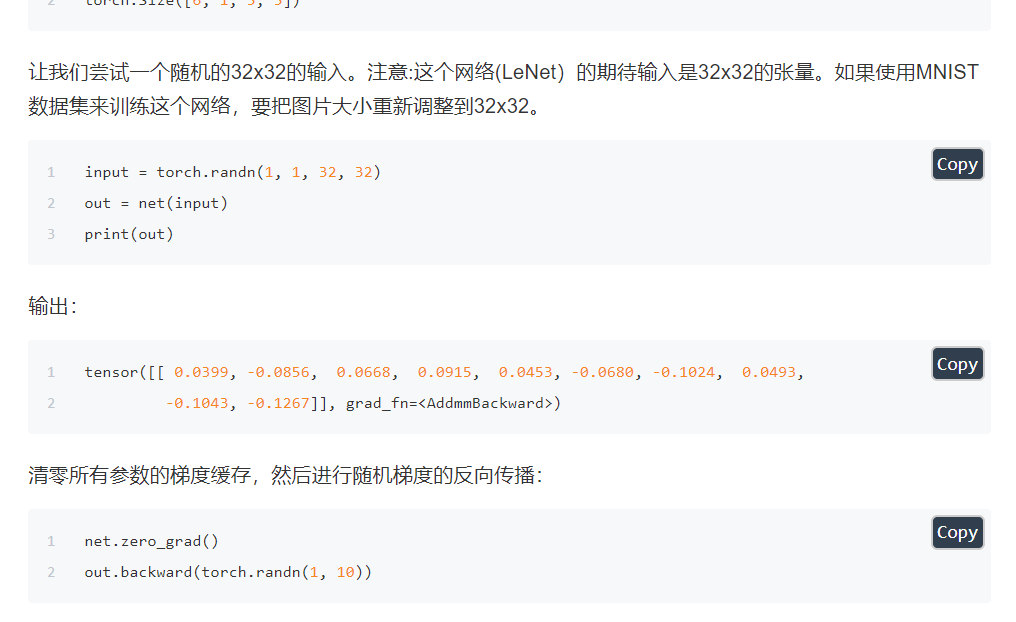 让我们尝试一个随机的32x32的输入。注意:这个网络(LeNet）的期待输入是32x32的张量。如果使用MNIST
数据集来训练这个网络，要把图片大小重新调整到32x32。
Copy
1 input = torch.randn(1, 1, 32, 32)
2 out = net(input)
3 print(out)
输出：
Copy
1 tensor([[ 0.0399, -0.0856,  0.0668,  0.0915,  0.0453, -0.0680, -0.1024,  0.0493,
2 -0.1043, -0.1267]], grad_fn=<AddmmBackward>)
清零所有参数的梯度缓存，然后进行随机梯度的反向传播：
Copy
1 net.zero_grad()
2 out.backward(torch.randn(1, 10))